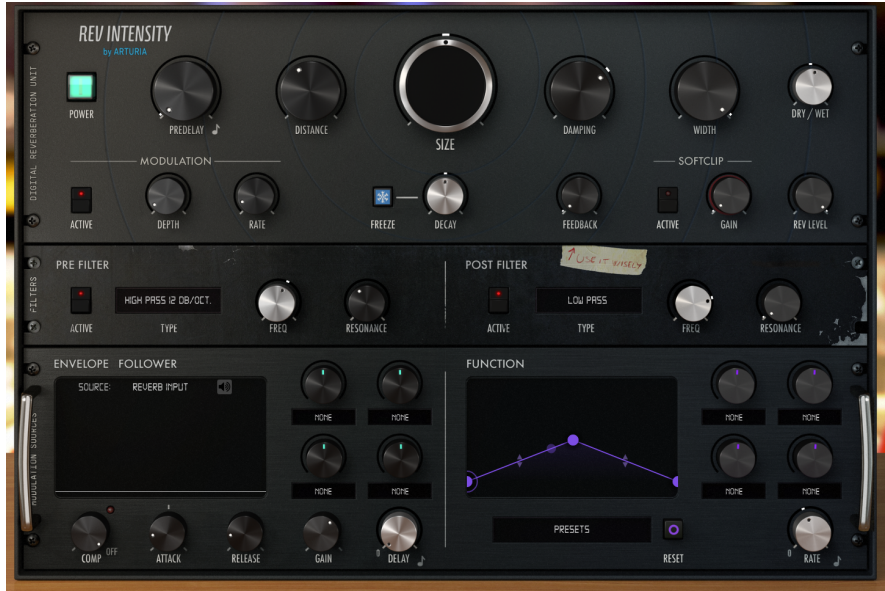 REV INTENSITY
by ARTURIA
DIGITAL REVERBERATION UNIT
POWER
PREDELAY
DISTANCE
SIZE
DAMPING
WIDTH
DRY / WET
MODULATION
SOFTCLIP
ACTIVE
DEPTH
RATE
FREEZE
DECAY
FEEDBACK
ACTIVE
GAIN
REV LEVEL
FILTERS
PRE FILTER
POST FILTER
↑ USE IT WISELY
HIGH PASS 12 DB/OCT.
LOW PASS
ACTIVE
TYPE
FREQ
RESONANCE
ACTIVE
TYPE
FREQ
RESONANCE
MODULATION SOURCES
ENVELOPE FOLLOWER
FUNCTION
SOURCE: REVERB INPUT
NONE
NONE
NONE
NONE
NONE
NONE
NONE
NONE
PRESETS
COMP
OFF
ATTACK
RELEASE
GAIN
0
DELAY
RESET
0
RATE